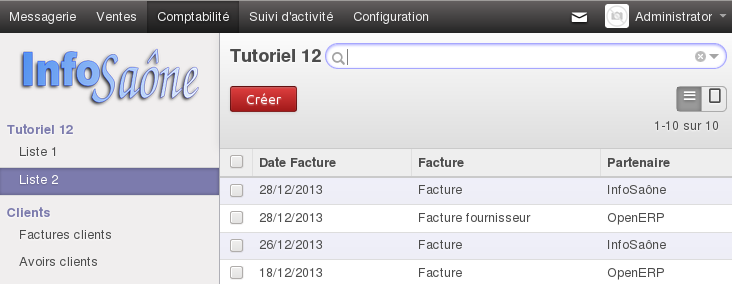 Messagerie Ventes Comptabilité Suivi d'activité Configuration Administrator
InfoSaône
Tutoriel 12
Liste 1
Liste 2
Clients
Factures clients
Avoirs clients
Tutoriel 12
Créer
1-10 sur 10
Date Facture Facture Partenaire
28/12/2013 Facture InfoSaône
28/12/2013 Facture fournisseur OpenERP
26/12/2013 Facture InfoSaône
18/12/2013 Facture OpenERP